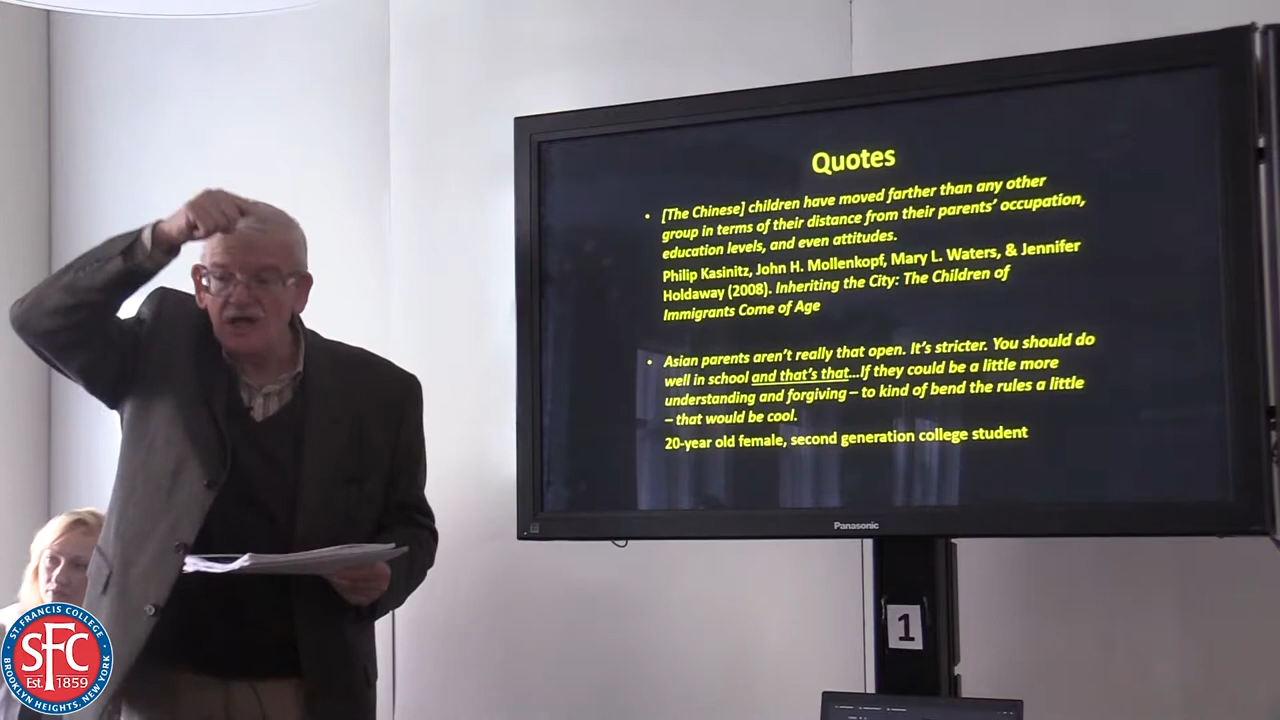 Quotes
• [The Chinese] children have moved farther than any other
group in terms of their distance from their parents' occupation,
education levels, and even attitudes.
Philip Kasinitz, John H. Mollenkopf, Mary L. Waters, & Jennifer
Holdaway (2008). Inheriting the City: The Children of
Immigrants Come of Age
• Asian parents aren't really that open. It's stricter. You should do
well in school and that's that...If they could be a little more
understanding and forgiving – to kind of bend the rules a little
– that would be cool.
20-year old female, second generation college student
Panasonic
1
ST. FRANCIS COLLEGE
SFC
EST. 1859
BROOKLYN HEIGHTS, NEW YORK